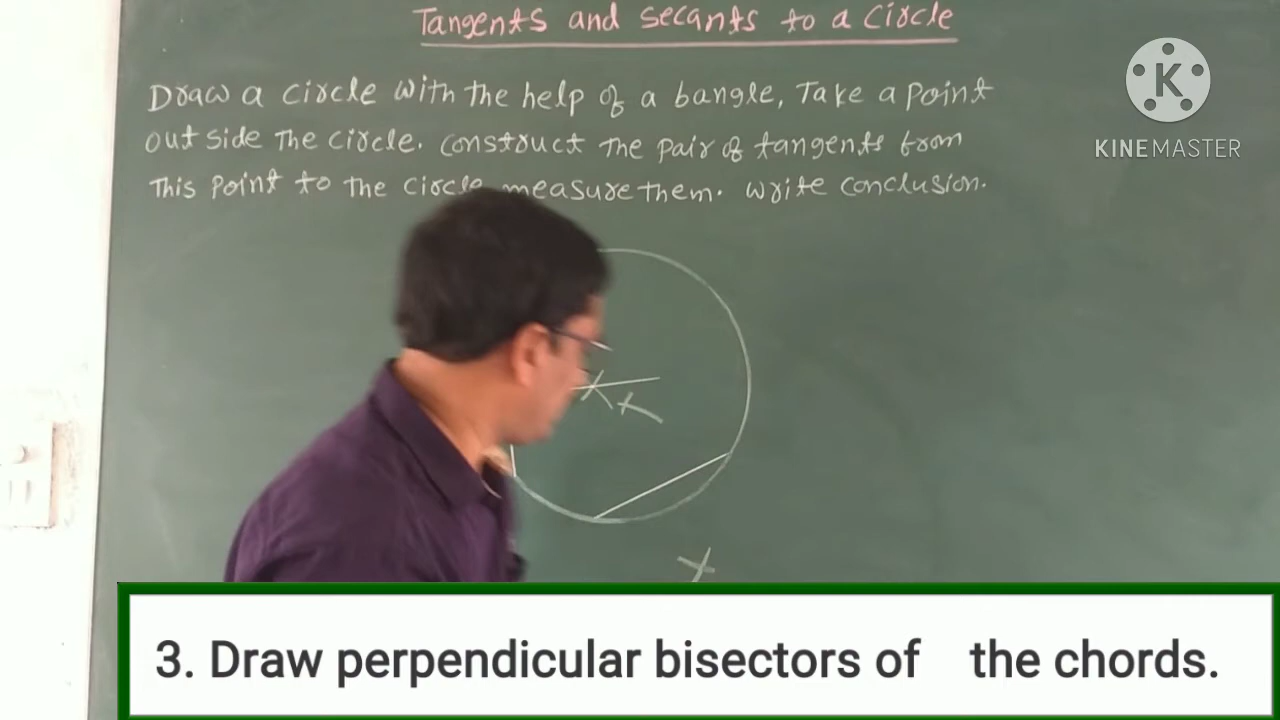 Tangents and secants to a circle
Draw a circle with the help of a bangle, Take a point
out side The circle. construct the pair of tangents from
This point to the circle measure them. write conclusion.
K
KINEMASTER
3. Draw perpendicular bisectors of the chords.